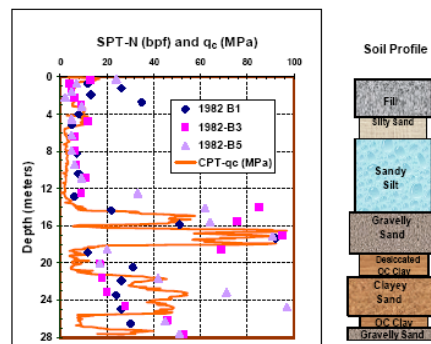 SPT-N (bpf) and qc (MPa)
0 20 40 60 80 100
0
4
8
12
16
20
24
28
Depth (meters)
1982 B1
1982-B3
1982-B5
CPT-qc (MPa)
Soil Profile
Fill
Silty Sand
Sandy
Silt
Gravelly
Sand
Desiccated
OC Clay
Clayey
Sand
OC Clay
Gravelly Sand